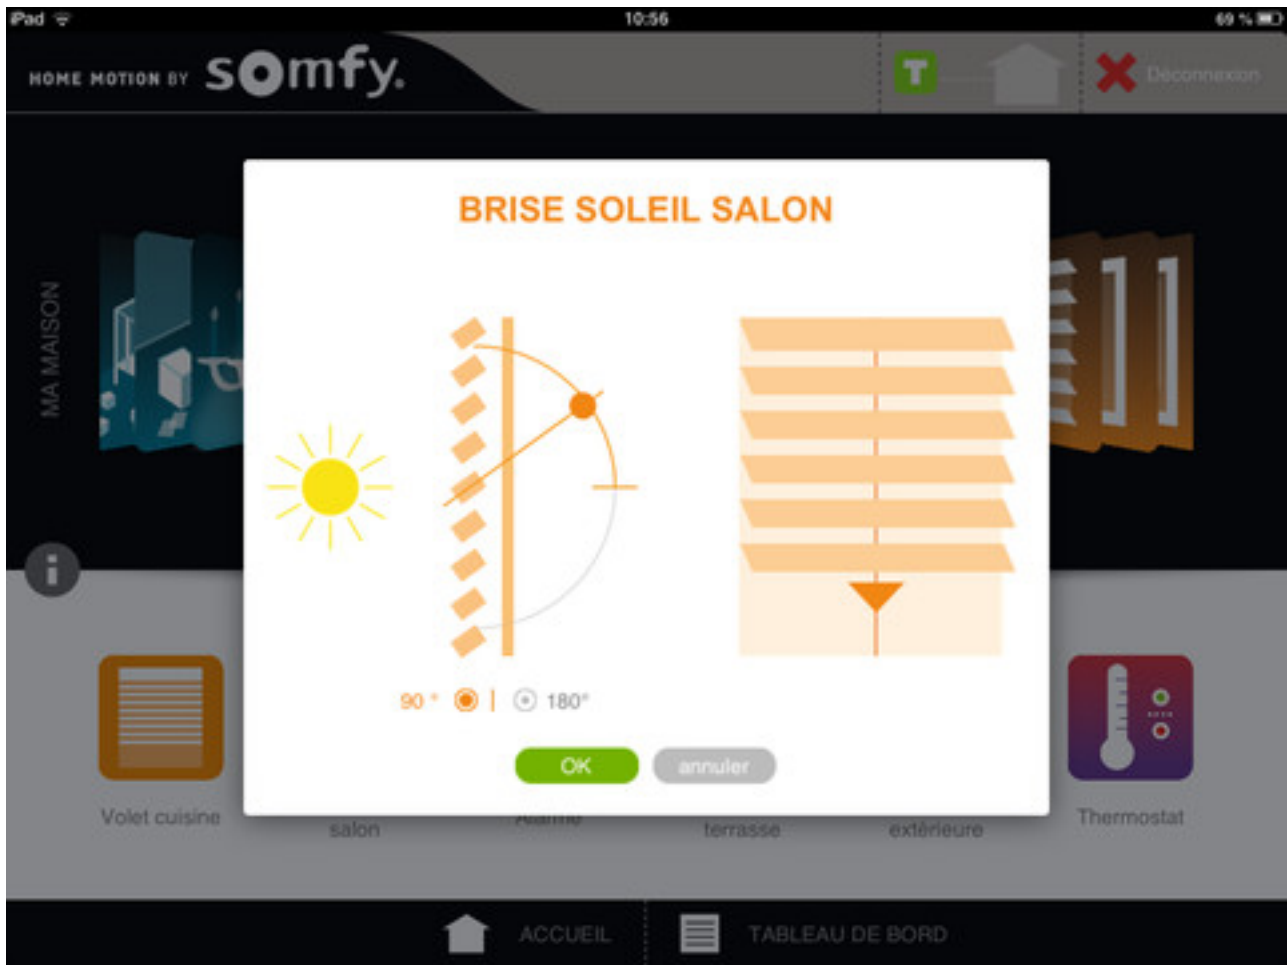 iPad 10:56 69 %
HOME MOTION BY somfy.
T
Déconnexion
BRISE SOLEIL SALON
MA MAISON
i
90 ° 180°
OK annuler
Volet cuisine
salon
Alarme
terrasse
extérieure
Thermostat
ACCUEIL TABLEAU DE BORD